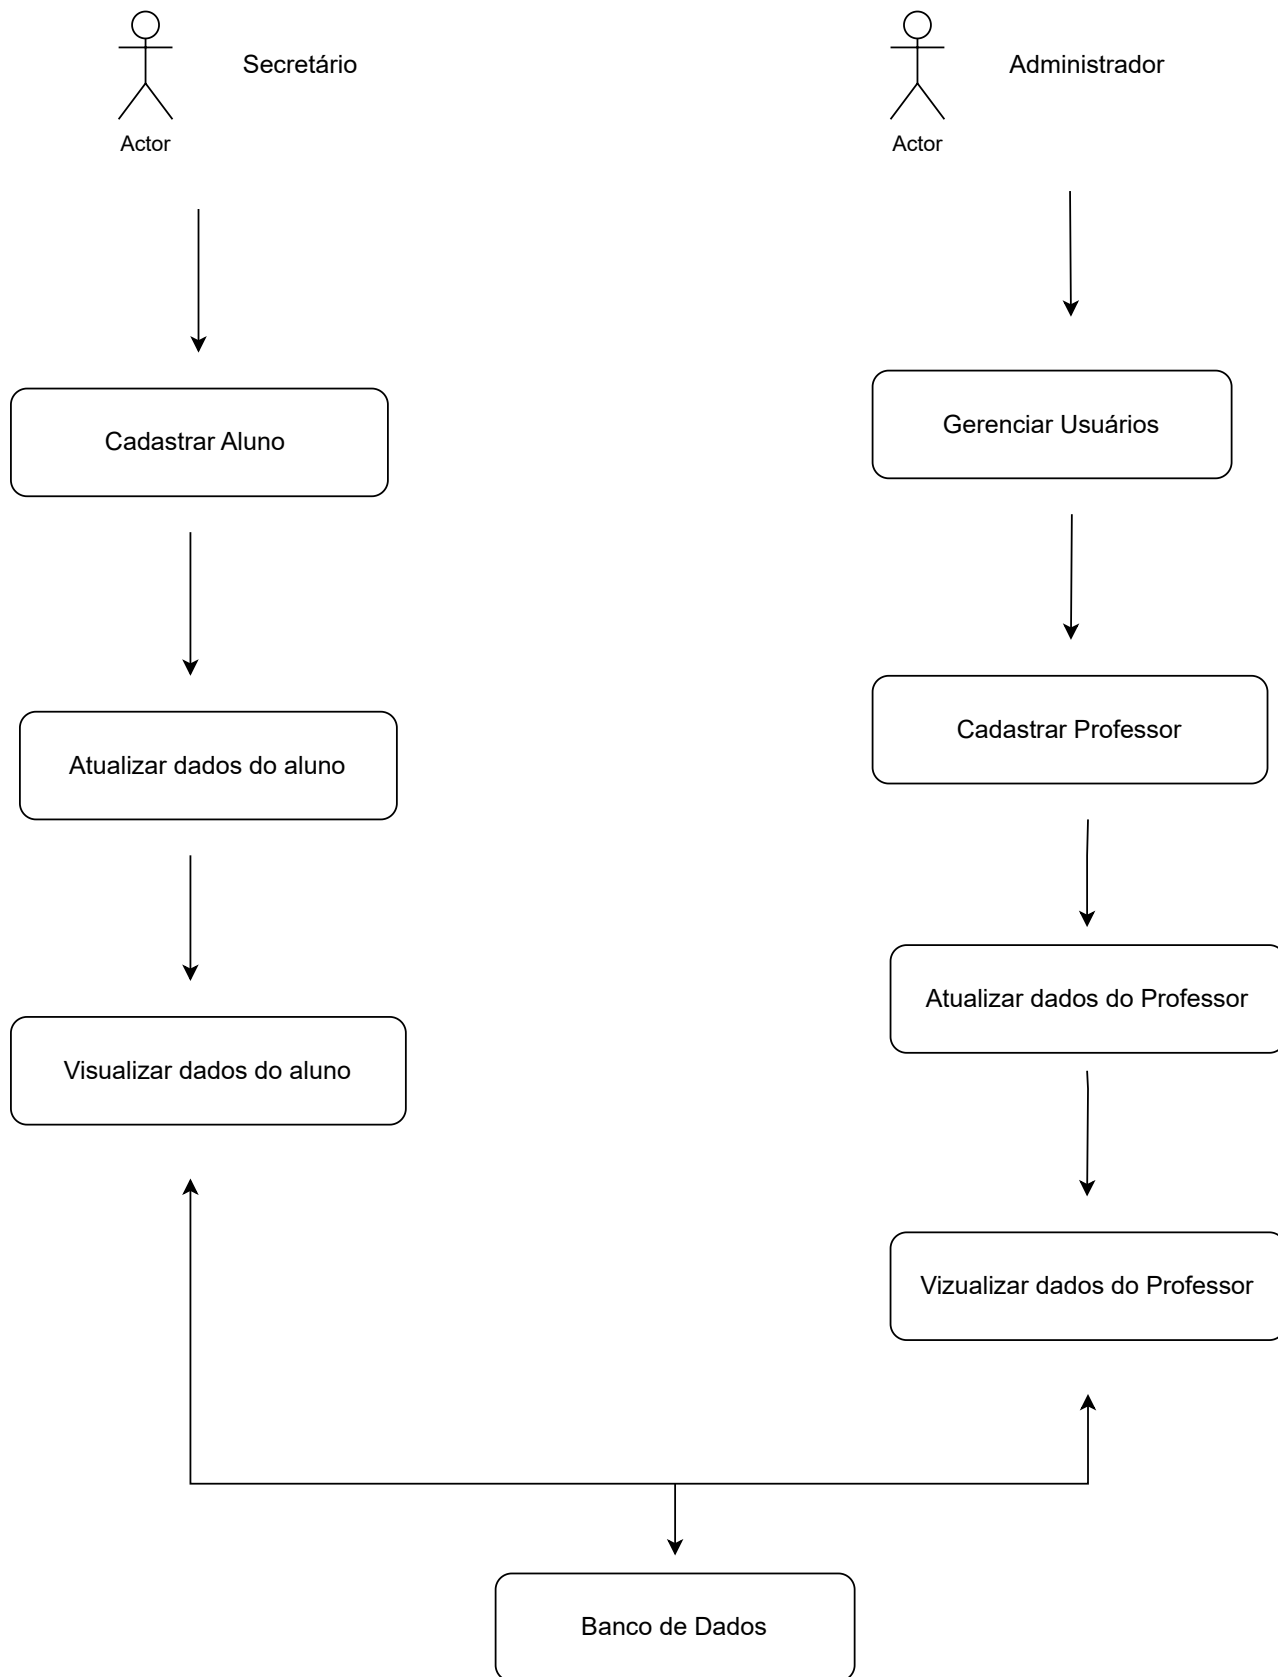 Secretário
Administrador
Actor
Actor
Cadastrar Aluno
Gerenciar Usuários
Atualizar dados do aluno
Cadastrar Professor
Visualizar dados do aluno
Atualizar dados do Professor
Vizualizar dados do Professor
Banco de Dados